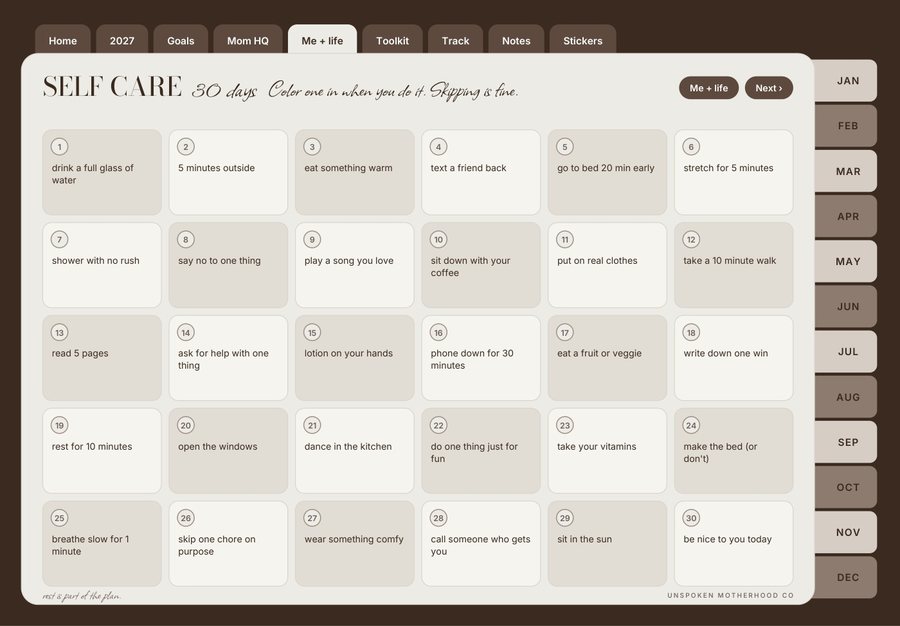 Home 2027 Goals Mom HQ Me + life Toolkit Track Notes Stickers
SELF CARE 30 days Color one in when you do it. Skipping is fine.
Me + life Next ›
1
drink a full glass of
water
2
5 minutes outside
3
eat something warm
4
text a friend back
5
go to bed 20 min early
6
stretch for 5 minutes
7
shower with no rush
8
say no to one thing
9
play a song you love
10
sit down with your
coffee
11
put on real clothes
12
take a 10 minute walk
13
read 5 pages
14
ask for help with one
thing
15
lotion on your hands
16
phone down for 30
minutes
17
eat a fruit or veggie
18
write down one win
19
rest for 10 minutes
20
open the windows
21
dance in the kitchen
22
do one thing just for
fun
23
take your vitamins
24
make the bed (or
don't)
25
breathe slow for 1
minute
26
skip one chore on
purpose
27
wear something comfy
28
call someone who gets
you
29
sit in the sun
30
be nice to you today
rest is part of the plan.
UNSPOKEN MOTHERHOOD CO
JAN
FEB
MAR
APR
MAY
JUN
JUL
AUG
SEP
OCT
NOV
DEC